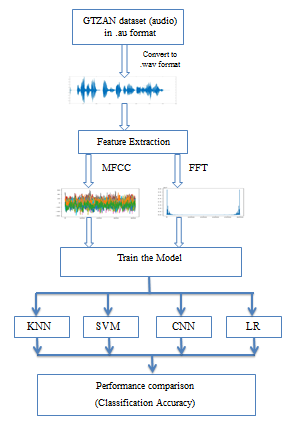 GTZAN dataset (audio)
in .au format
Convert to
.wav format
Feature Extraction
MFCC
FFT
Train the Model
KNN
SVM
CNN
LR
Performance comparison
(Classification Accuracy)